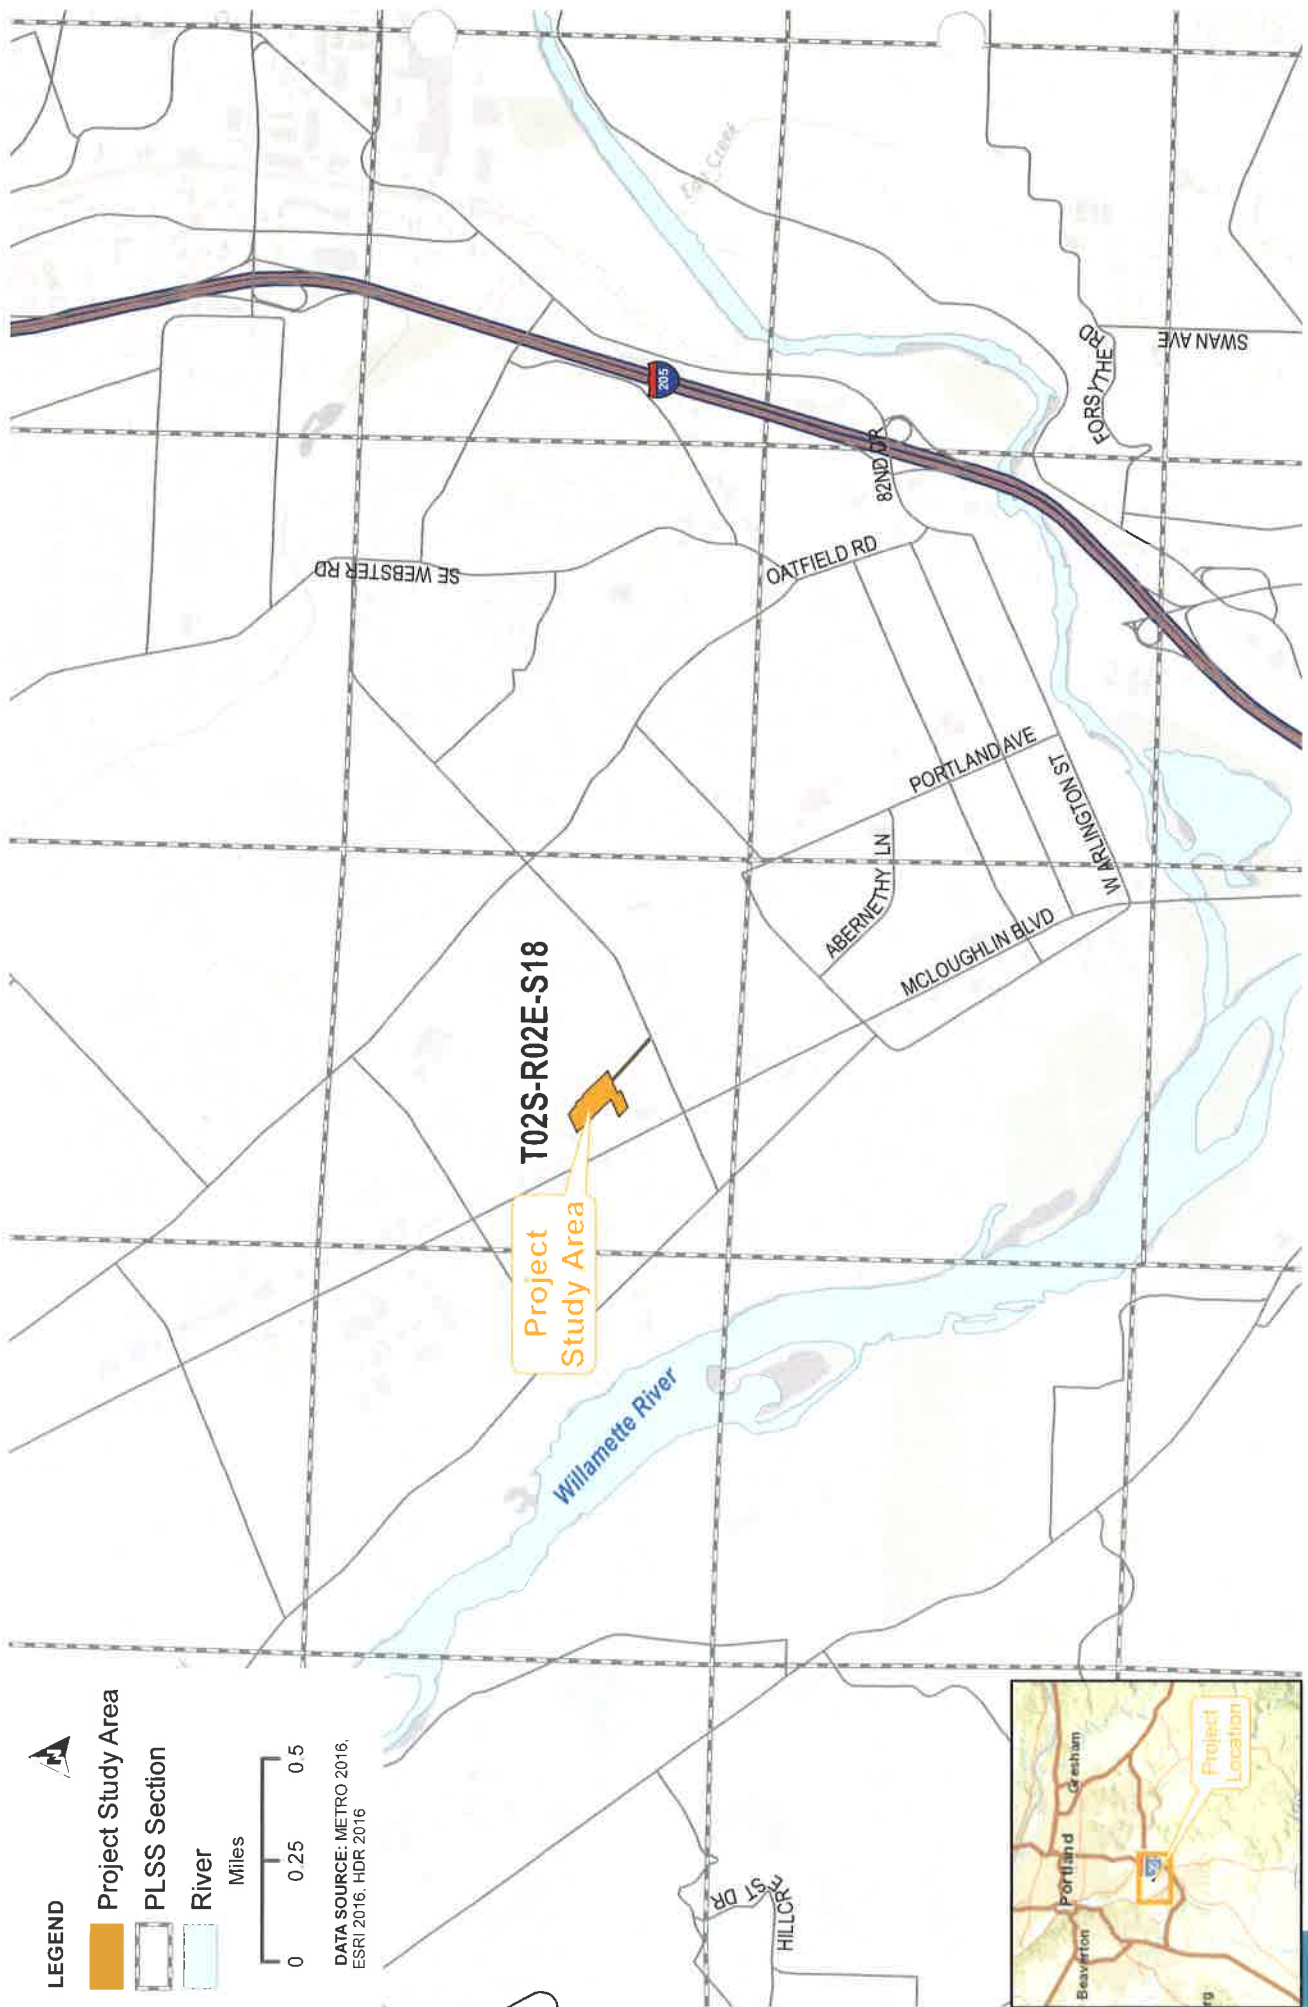 LEGEND
N
Project Study Area
PLSS Section
River
Miles
0 0.25 0.5
DATA SOURCE: METRO 2016,
ESRI 2016, HDR 2016
Project
Study Area
T02S-R02E-S18
Willamette River
SE WEBSTER RD
205
82ND DR
OATFIELD RD
PORTLAND AVE
ABERNETHY LN
W ARLINGTON ST
MCLOUGHLIN BLVD
FORSYTHE RD
SWAN AVE
HILLCREST DR
Beaverton
Portland
Gresham
Project
Location